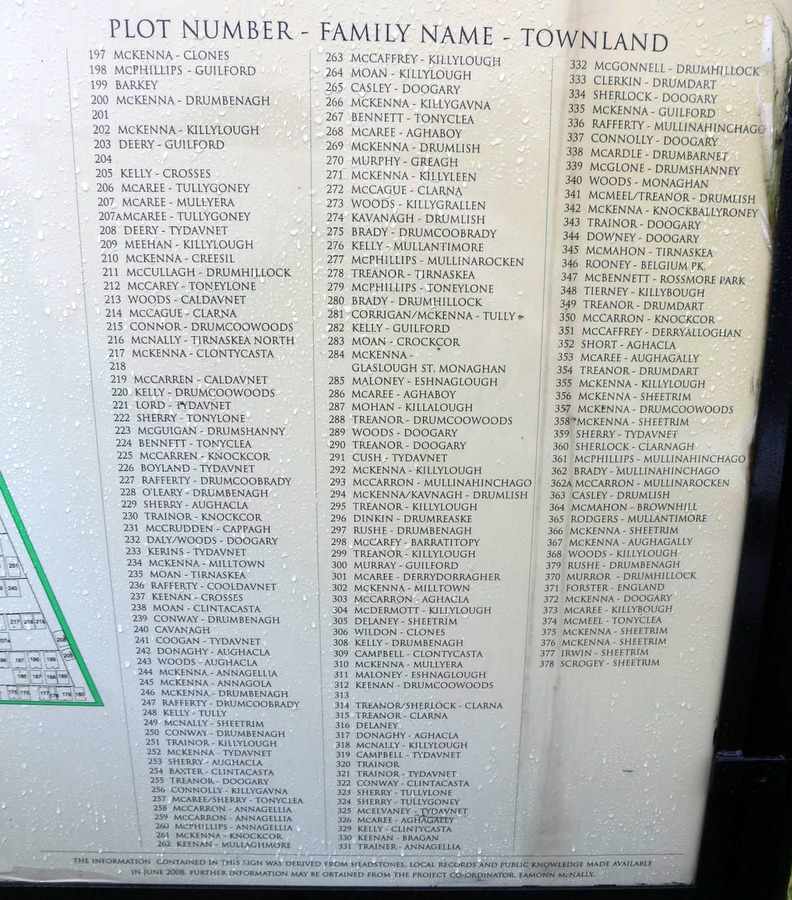 PLOT NUMBER - FAMILY NAME - TOWNLAND
197 McKENNA - CLONES
198 McPHILLIPS - GUILFORD
199 BARKEY
200 McKENNA - DRUMBENAGH
201
202 McKENNA - KILLYLOUGH
203 DEERY - GUILFORD
204
205 KELLY - CROSSES
206 McAREE - TULLYGONEY
207 McAREE - MULLYERA
207A McAREE - TULLYGONEY
208 DEERY - TYDAVNET
209 MEEHAN - KILLYLOUGH
210 McKENNA - CREESIL
211 McCULLAGH - DRUMHILLOCK
212 McCAREY - TONEYLONE
213 WOODS - CALDAVNET
214 McCAGUE - CLARNA
215 CONNOR - DRUMCOOWOODS
216 McNALLY - TIRNASKEA NORTH
217 McKENNA - CLONTYCASTA
218
219 McCARREN - CALDAVNET
220 KELLY - DRUMCOOWOODS
221 LORD - TYDAVNET
222 SHERRY - TONYLONE
223 McGUIGAN - DRUMSHANNY
224 BENNETT - TONYCLEA
225 McCARREN - KNOCKCOR
226 BOYLAND - TYDAVNET
227 RAFFERTY - DRUMCOOBRADY
228 O'LEARY - DRUMBENAGH
229 SHERRY - AUGHACLA
230 TRAINOR - KNOCKCOR
231 McCRUDDEN - CAPPAGH
232 DALY/WOODS - DOOGARY
233 KERINS - TYDAVNET
234 McKENNA - MILLTOWN
235 MOAN - TIRNASKEA
236 RAFFERTY - COOLDAVNET
237 KEENAN - CROSSES
238 MOAN - CLINTACASTA
239 CONWAY - DRUMBENAGH
240 CAVANAGH
241 COOGAN - TYDAVNET
242 DONAGHY - AUGHACLA
243 WOODS - AUGHACLA
244 McKENNA - ANNAGELLIA
245 McKENNA - ANNAGOLA
246 McKENNA - DRUMBENAGH
247 RAFFERTY - DRUMCOOBRADY
248 KELLY - TULLY
249 McNALLY - SHEETRIM
250 CONWAY - DRUMBENAGH
251 TRAINOR - KILLYLOUGH
252 McKENNA - TYDAVNET
253 SHERRY - AUGHACLA
254 BAXTER - CLINTACASTA
255 TREANOR - DOOGARY
256 CONNOLLY - KILLYGAVNA
257 McAREE/SHERRY - TONYCLEA
258 McCARRON - ANNAGELLIA
259 McCARRON - ANNAGELLIA
260 McPHILLIPS - ANNAGELLIA
261 McKENNA - KNOCKCOR
262 KEENAN - MULLAGHMORE
263 McCAFFREY - KILLYLOUGH
264 MOAN - KILLYLOUGH
265 CASLEY - DOOGARY
266 McKENNA - KILLYGAVNA
267 BENNETT - TONYCLEA
268 McAREE - AGHABOY
269 McKENNA - DRUMLISH
270 MURPHY - GREAGH
271 McKENNA - KILLYLEEN
272 McCAGUE - CLARNA
273 WOODS - KILLYGRALLEN
274 KAVANAGH - DRUMLISH
275 BRADY - DRUMCOOBRADY
276 KELLY - MULLANTIMORE
277 McPHILLIPS - MULLINAROCKEN
278 TREANOR - TIRNASKEA
279 McPHILLIPS - TONEYLONE
280 BRADY - DRUMHILLOCK
281 CORRIGAN/McKENNA - TULLY
282 KELLY - GUILFORD
283 MOAN - CROCKCOR
284 McKENNA -
GLASLOUGH ST. MONAGHAN
285 MALONEY - ESHNAGLOUGH
286 McAREE - AGHABOY
287 MOHAN - KILLALOUGH
288 TREANOR - DRUMCOOWOODS
289 WOODS - DOOGARY
290 TREANOR - DOOGARY
291 CUSH - TYDAVNET
292 McKENNA - KILLYLOUGH
293 McCARRON - MULLINAHINCHAGO
294 McKENNA/KAVNAGH - DRUMLISH
295 TREANOR - KILLYLOUGH
296 DINKIN - DRUMREASKE
297 RUSHE - DRUMBENAGH
298 McCAREY - BARRATITOPY
299 TREANOR - KILLYLOUGH
300 MURRAY - GUILFORD
301 McAREE - DERRYDORRAGHER
302 McKENNA - MILLTOWN
303 McCARRON - AGHACLA
304 McDERMOTT - KILLYLOUGH
305 DELANEY - SHEETRIM
306 WILDON - CLONES
308 KELLY - DRUMBENAGH
309 CAMPBELL - CLONTYCASTA
310 McKENNA - MULLYERA
311 MALONEY - ESHNAGLOUGH
312 KEENAN - DRUMCOOWOODS
313
314 TREANOR/SHERLOCK - CLARNA
315 TREANOR - CLARNA
316 DELANEY
317 DONAGHY - AGHACLA
318 McNALLY - KILLYLOUGH
319 CAMPBELL - TYDAVNET
320 TRAINOR
321 TRAINOR - TYDAVNET
322 CONWAY - CLINTACASTA
323 SHERRY - TULLYLONE
324 SHERRY - TULLYGONEY
325 McELVANEY - TYDAVNET
326 McAREE - AGHAGALLY
329 KELLY - CLINTYCASTA
330 KEENAN - BRAGAN
331 TRAINER - ANNAGELLIA
332 McGONNELL - DRUMHILLOCK
333 CLERKIN - DRUMDART
334 SHERLOCK - DOOGARY
335 McKENNA - GUILFORD
336 RAFFERTY - MULLINAHINCHAGO
337 CONNOLLY - DOOGARY
338 McARDLE - DRUMBARNET
339 McGLONE - DRUMSHANNEY
340 WOODS - MONAGHAN
341 McMEEL/TREANOR - DRUMLISH
342 McKENNA - KNOCKBALLYRONEY
343 TRAINOR - DOOGARY
344 DOWNEY - DOOGARY
345 McMAHON - TIRNASKEA
346 ROONEY - BELGIUM PK.
347 McBENNETT - ROSSMORE PARK
348 TIERNEY - KILLYBOUGH
349 TREANOR - DRUMDART
350 McCARRON - KNOCKCOR
351 McCAFFREY - DERRYALLOGHAN
352 SHORT - AGHACLA
353 McAREE - AUGHAGALLY
354 TREANOR - DRUMDART
355 McKENNA - KILLYLOUGH
356 McKENNA - SHEETRIM
357 McKENNA - DRUMCOOWOODS
358 McKENNA - SHEETRIM
359 SHERRY - TYDAVNET
360 SHERLOCK - CLARNAGH
361 McPHILLIPS - MULLINAHINCHAGO
362 BRADY - MULLINAHINCHAGO
362A McCARRON - MULLINAROCKEN
363 CASLEY - DRUMLISH
364 McMAHON - BROWNHILL
365 RODGERS - MULLANTIMORE
366 McKENNA - SHEETRIM
367 McKENNA - AUGHAGALLY
368 WOODS - KILLYLOUGH
379 RUSHE - DRUMBENAGH
370 MURROR - DRUMHILLOCK
371 FORSTER - ENGLAND
372 McKENNA - DOOGARY
373 McAREE - KILLYBOUGH
374 McMEEL - TONYCLEA
375 McKENNA - SHEETRIM
376 McKENNA - SHEETRIM
377 IRWIN - SHEETRIM
378 SCROGEY - SHEETRIM
THE INFORMATION CONTAINED IN THIS SIGN WAS DERIVED FROM HEADSTONES, LOCAL RECORDS AND PUBLIC KNOWLEDGE MADE AVAILABLE
IN JUNE 2008. FURTHER INFORMATION MAY BE OBTAINED FROM THE PROJECT CO-ORDINATOR, EAMONN McNALLY.